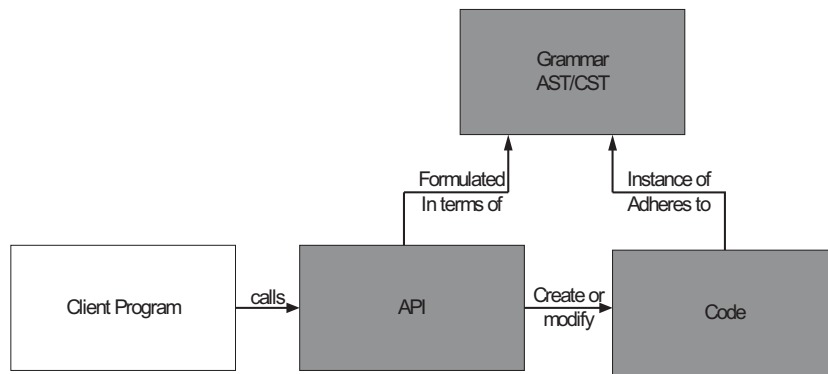 Grammar
AST/CST
Formulated
In terms of
Instance of
Adheres to
Client Program
calls
API
Create or
modify
Code